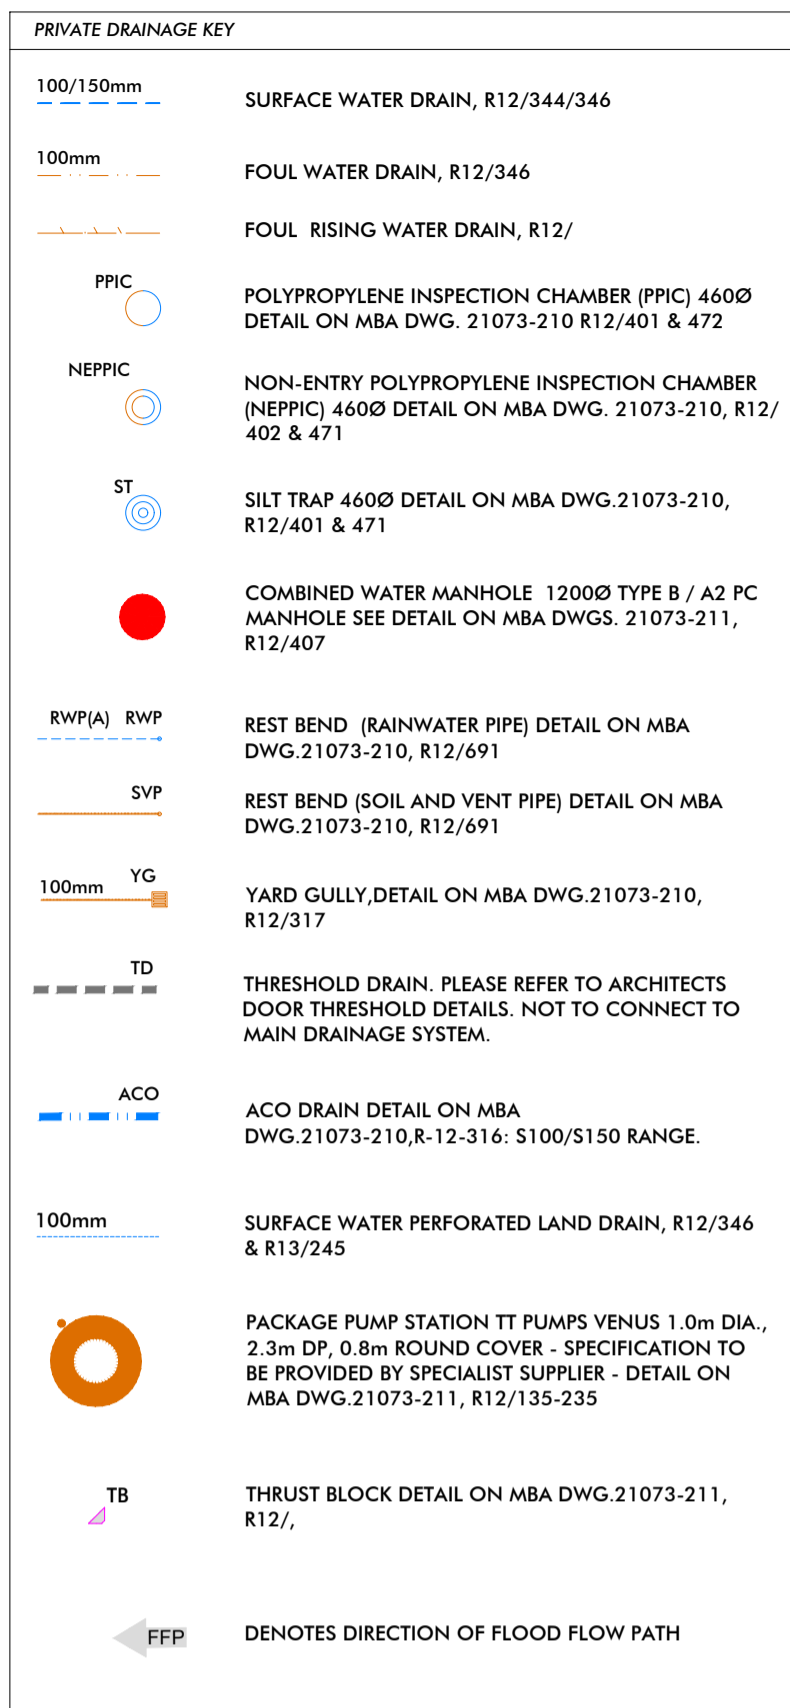 PRIVATE DRAINAGE KEY
100/150mm
SURFACE WATER DRAIN, R12/344/346
100mm
FOUL WATER DRAIN, R12/346
FOUL  RISING WATER DRAIN, R12/
PPIC
POLYPROPYLENE INSPECTION CHAMBER (PPIC) 460Ø
DETAIL ON MBA DWG. 21073-210 R12/401 & 472
NEPPIC
NON-ENTRY POLYPROPYLENE INSPECTION CHAMBER
(NEPPIC) 460Ø DETAIL ON MBA DWG. 21073-210, R12/
402 & 471
ST
SILT TRAP 460Ø DETAIL ON MBA DWG.21073-210,
R12/401 & 471
COMBINED WATER MANHOLE  1200Ø TYPE B / A2 PC
MANHOLE SEE DETAIL ON MBA DWGS. 21073-211,
R12/407
RWP(A)  RWP
REST BEND  (RAINWATER PIPE) DETAIL ON MBA
DWG.21073-210, R12/691
SVP
REST BEND (SOIL AND VENT PIPE) DETAIL ON MBA
DWG.21073-210, R12/691
100mm YG
YARD GULLY,DETAIL ON MBA DWG.21073-210,
R12/317
TD
THRESHOLD DRAIN. PLEASE REFER TO ARCHITECTS
DOOR THRESHOLD DETAILS. NOT TO CONNECT TO
MAIN DRAINAGE SYSTEM.
ACO
ACO DRAIN DETAIL ON MBA
DWG.21073-210,R-12-316: S100/S150 RANGE.
100mm
SURFACE WATER PERFORATED LAND DRAIN, R12/346
& R13/245
PACKAGE PUMP STATION TT PUMPS VENUS 1.0m DIA.,
2.3m DP, 0.8m ROUND COVER - SPECIFICATION TO
BE PROVIDED BY SPECIALIST SUPPLIER - DETAIL ON
MBA DWG.21073-211, R12/135-235
TB
THRUST BLOCK DETAIL ON MBA DWG.21073-211,
R12/,
FFP
DENOTES DIRECTION OF FLOOD FLOW PATH